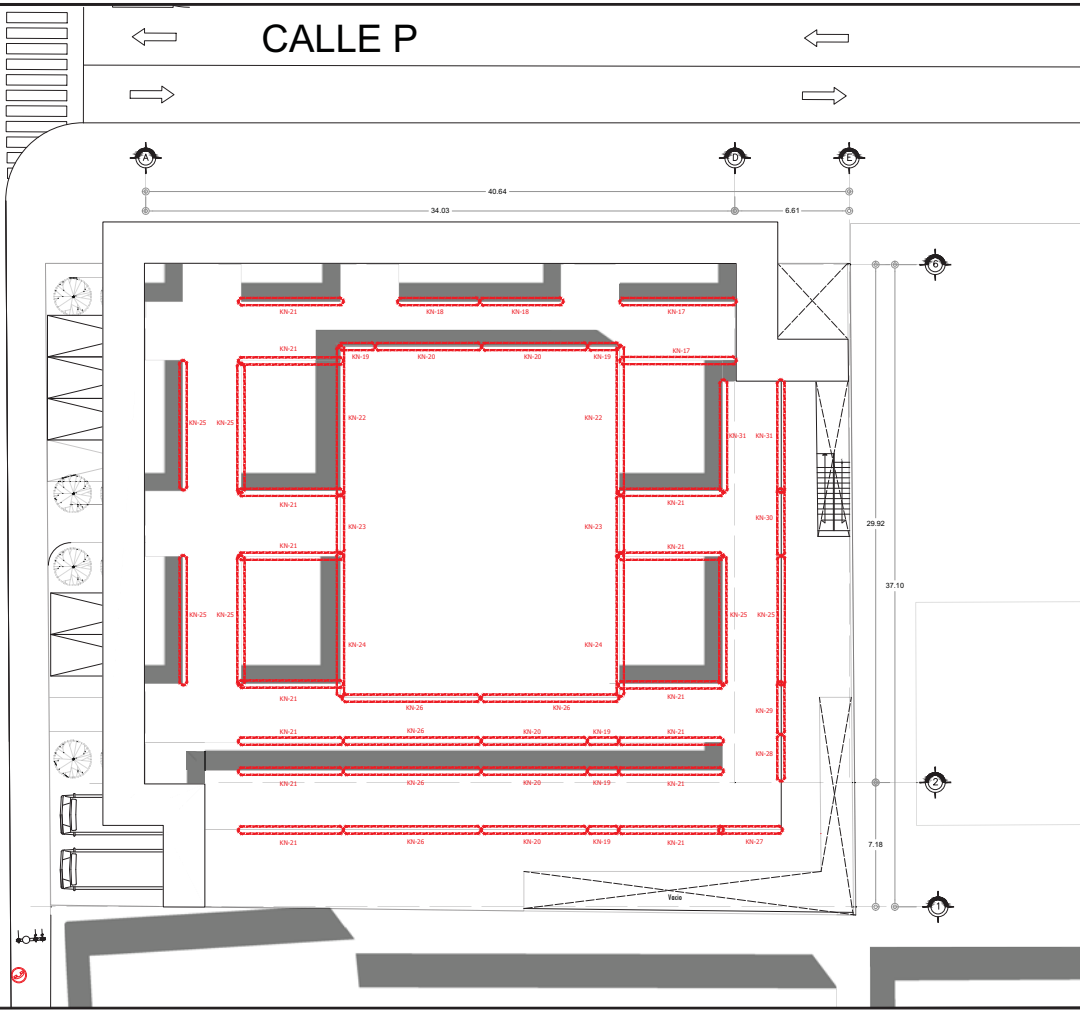 CALLE P
A
D
E
40.64
34.03
6.61
6
KN-21
KN-18
KN-18
KN-17
KN-21
KN-19
KN-20
KN-20
KN-19
KN-17
KN-25
KN-25
KN-22
KN-22
KN-31
KN-31
KN-21
KN-21
KN-23
KN-23
KN-30
29.92
KN-21
KN-21
37.10
KN-25
KN-25
KN-24
KN-24
KN-25
KN-25
KN-21
KN-26
KN-26
KN-21
KN-29
KN-21
KN-26
KN-20
KN-19
KN-21
KN-28
KN-21
KN-26
KN-20
KN-19
KN-21
2
KN-21
KN-26
KN-20
KN-19
KN-21
KN-27
7.18
Vacio
1